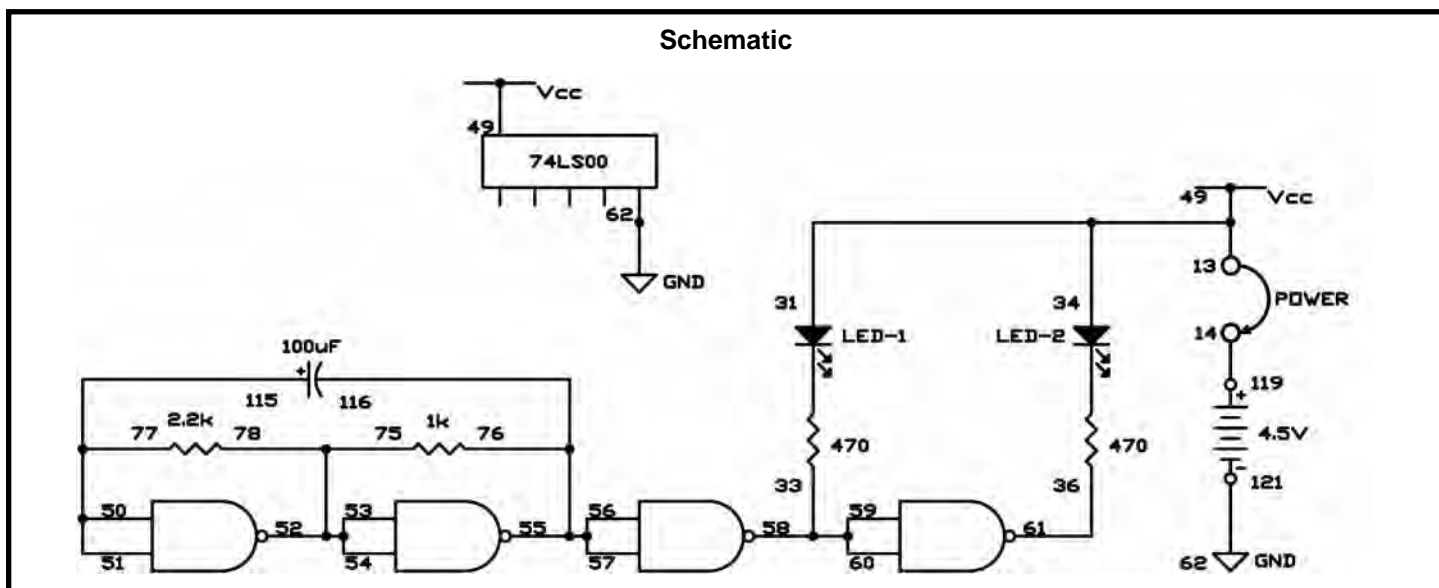 Schematic
Vcc
49
74LS00
62
GND
49 Vcc
13
POWER
14
31 34
LED-1 LED-2
100uF
+
115 116
119
+
2.2k 1k
77 78 75 76
470 470 4.5V
-
33 36 121
50 52 53 55 56 58 59 61
51 54 57 60 62 GND